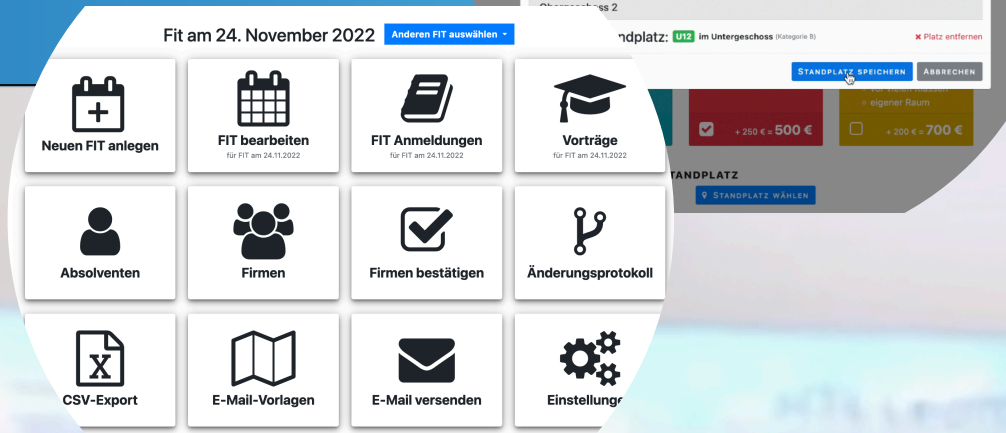 Obergeschoss 2
Fit am 24. November 2022 Anderen FIT auswählen
ndplatz: U12 im Untergeschoss (Kategorie B) × Platz entfernen
STANDPLATZ SPEICHERN ABBRECHEN
eigener Raum
+ 250 € = 500 € + 200 € = 700 €
TANDPLATZ
STANDPLATZ WÄHLEN
Neuen FIT anlegen
FIT bearbeiten
für FIT am 24.11.2022
FIT Anmeldungen
für FIT am 24.11.2022
Vorträge
für FIT am 24.11.2022
Absolventen
Firmen
Firmen bestätigen
Änderungsprotokoll
X
CSV-Export
E-Mail-Vorlagen
E-Mail versenden
Einstellunge